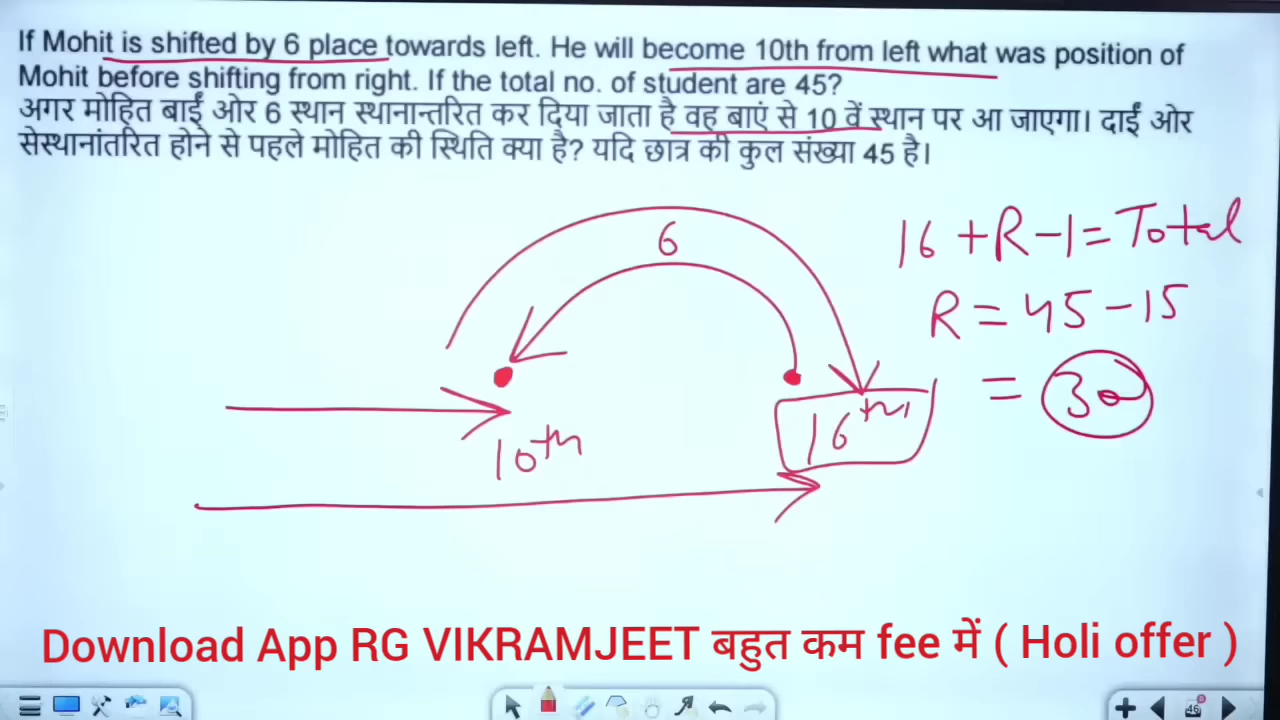 If Mohit is shifted by 6 place towards left. He will become 10th from left what was position of
Mohit before shifting from right. If the total no. of student are 45?
अगर मोहित बाईं ओर 6 स्थान स्थानान्तरित कर दिया जाता है वह बाएं से 10 वें स्थान पर आ जाएगा। दाईं ओर
सेस्थानांतरित होने से पहले मोहित की स्थिति क्या है? यदि छात्र की कुल संख्या 45 है।
6
16 + R - 1 = Total
R = 45 - 15
= 30
10th
16th
Download App RG VIKRAMJEET बहुत कम fee में ( Holi offer )
46